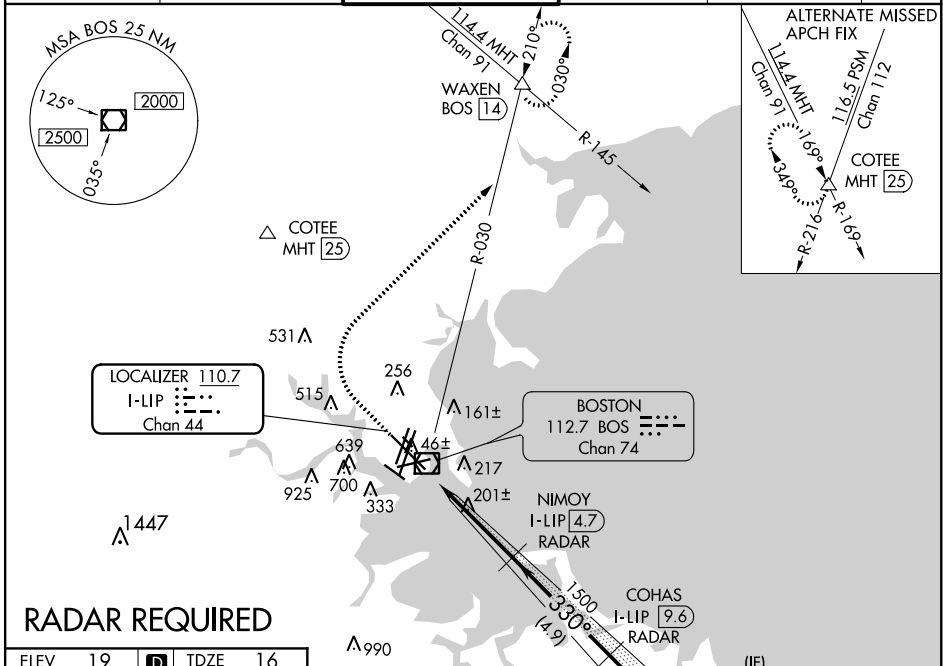 MSA BOS 25 NM
125°
2000
2500
035°
114.4 MHT
Chan 91
210°
030°
WAXEN
BOS 14
R-145
ALTERNATE MISSED
APCH FIX
114.4 MHT
Chan 91
116.5 PSM
Chan 112
169°
349°
COTEE
MHT 25
R-216
R-169
COTEE
MHT 25
R-030
531
LOCALIZER 110.7
I-LIP
Chan 44
515
256
161±
BOSTON
112.7 BOS
Chan 74
46±
639
700
925
333
217
201±
NIMOY
I-LIP 4.7
RADAR
1447
1500
330°
(4.9)
COHAS
I-LIP 9.6
RADAR
RADAR REQUIRED
990
(IF)
ELEV 19 D TDZE 16